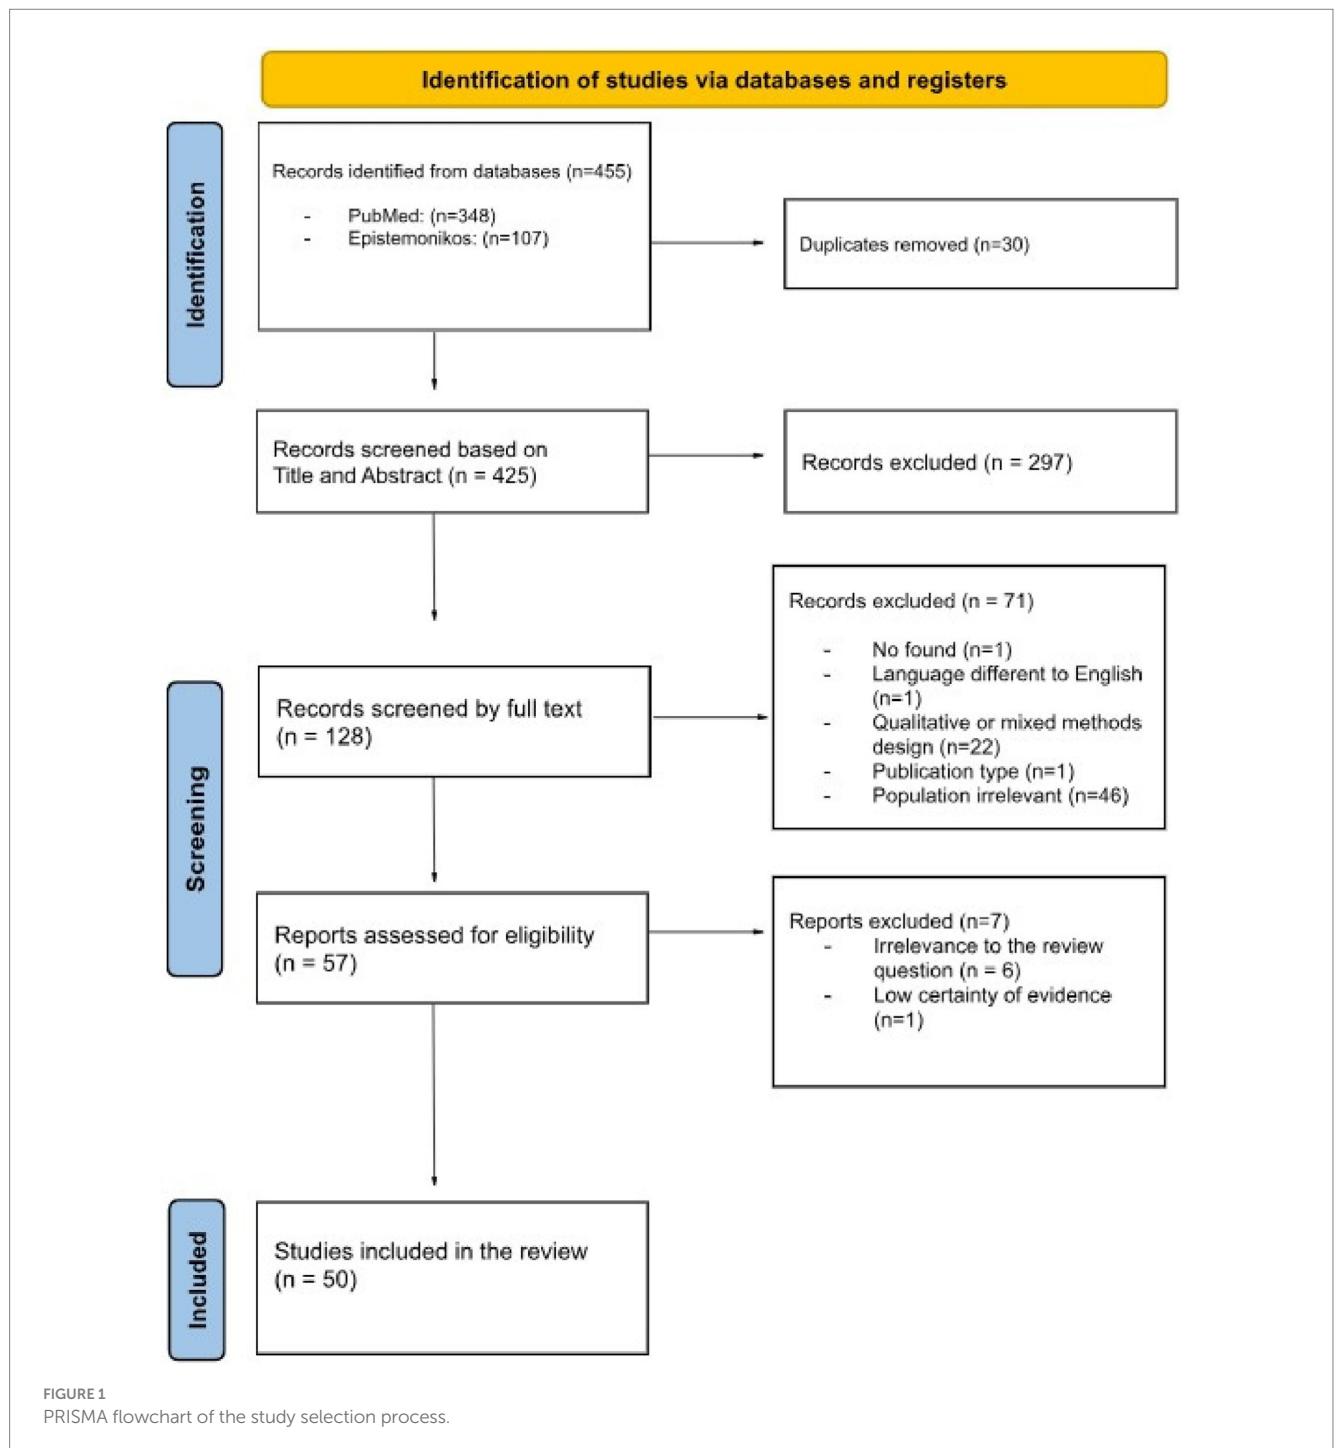 Identification of studies via databases and registers
Identification
Records identified from databases (n=455)
- PubMed: (n=348)
- Epistemonikos: (n=107)
Duplicates removed (n=30)
Records screened based on
Title and Abstract (n = 425)
Records excluded (n = 297)
Screening
Records screened by full text
(n = 128)
Records excluded (n = 71)
- No found (n=1)
- Language different to English
(n=1)
- Qualitative or mixed methods
design (n=22)
- Publication type (n=1)
- Population irrelevant (n=46)
Reports assessed for eligibility
(n = 57)
Reports excluded (n=7)
- Irrelevance to the review
question (n = 6)
- Low certainty of evidence
(n=1)
Included
Studies included in the review
(n = 50)
FIGURE 1
PRISMA flowchart of the study selection process.